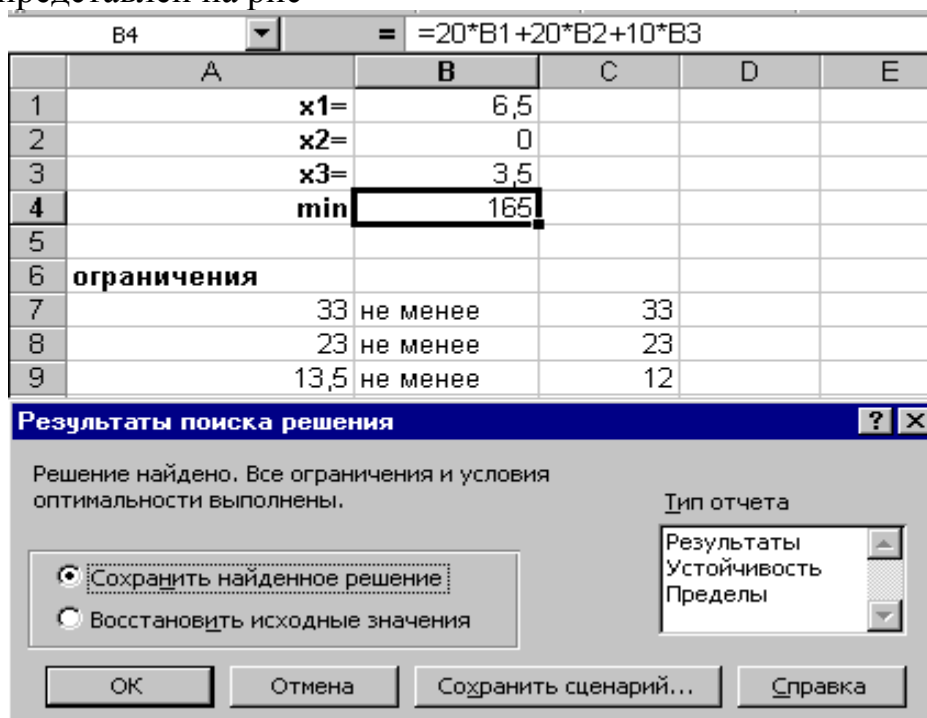 представлен на рис
B4 = =20*B1+20*B2+10*B3
A B C D E
1 x1= 6,5
2 x2= 0
3 x3= 3,5
4 min 165
5
6 ограничения
7 33 не менее 33
8 23 не менее 23
9 13,5 не менее 12
Результаты поиска решения
Решение найдено. Все ограничения и условия
оптимальности выполнены.
Тип отчета
Результаты
Устойчивость
Пределы
Сохранить найденное решение
Восстановить исходные значения
ОК Отмена Сохранить сценарий... Справка